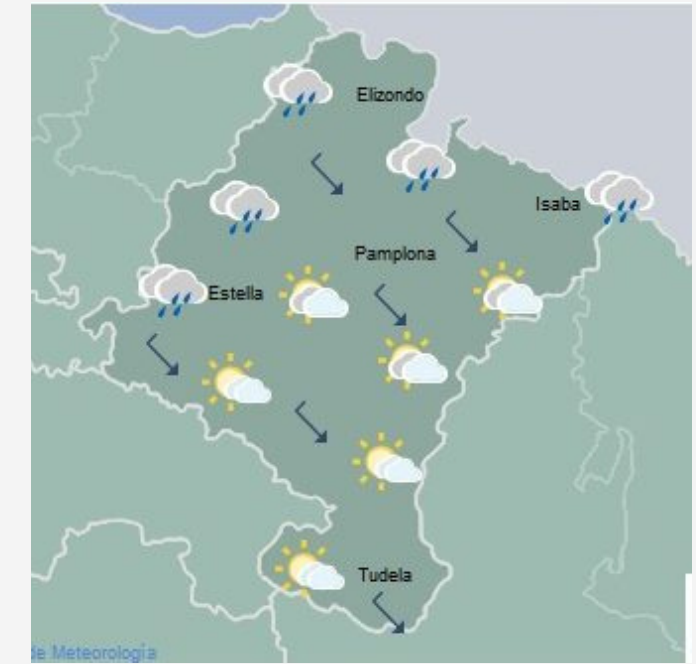 Elizondo
Isaba
Pamplona
Estella
Tudela
de Meteorología